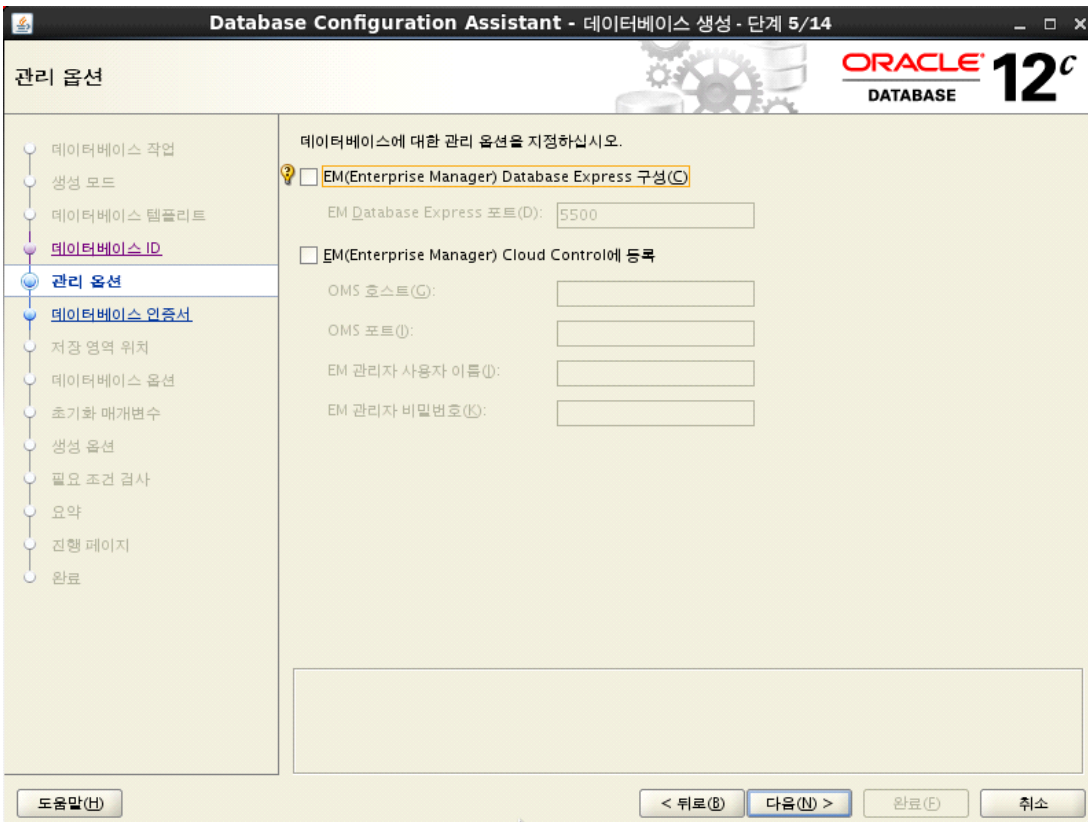 Database Configuration Assistant - 데이터베이스 생성 - 단계 5/14
관리 옵션
ORACLE DATABASE 12c
데이터베이스 작업
생성 모드
데이터베이스 템플리트
데이터베이스 ID
관리 옵션
데이터베이스 인증서
저장 영역 위치
데이터베이스 옵션
초기화 매개변수
생성 옵션
필요 조건 검사
요약
진행 페이지
완료
데이터베이스에 대한 관리 옵션을 지정하십시오.
EM(Enterprise Manager) Database Express 구성(C)
EM Database Express 포트(D): 5500
EM(Enterprise Manager) Cloud Control에 등록
OMS 호스트(G):
OMS 포트(I):
EM 관리자 사용자 이름(J):
EM 관리자 비밀번호(K):
도움말(H)
< 뒤로(B)
다음(N) >
완료(F)
취소